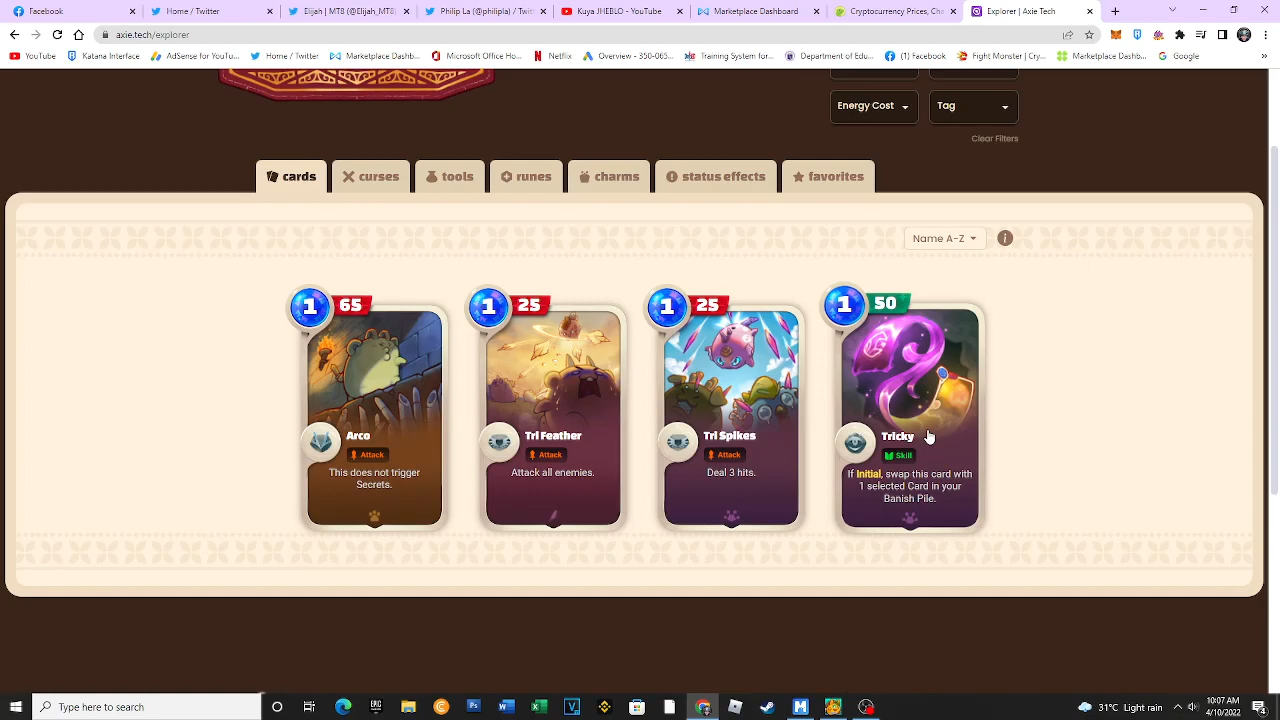 Facebook
Home / Twitter
Elijah | MT8 (@Elijah_MT8)
Philip La (@philipla) / Twitt
Kuya JHEBLO - YouTube
Marketplace Dashboard
Cryptocurrency Prices, Cha
Explorer | Axie Tech
axie.tech/explorer
YouTube
Katana Interface
AdSense for YouTu...
Home / Twitter
Marketplace Dash...
Microsoft Office Ho...
Netflix
Overview - 350-065...
Training System for...
Department of Edu...
(1) Facebook
Fight Monster | Cry...
Marketplace Dashb...
Google
Energy Cost
Tag
Clear Filters
cards
curses
tools
runes
charms
status effects
favorites
Name A-Z
1 65
Arco
Attack
This does not trigger
Secrets.
1 25
Tri Feather
Attack
Attack all enemies.
1 25
Tri Spikes
Attack
Deal 3 hits.
1 50
Tricky
Skill
If Initial, swap this card with
1 selected Card in your
Banish Pile.
Type here to search
31°C Light rain
10:07 AM
4/10/2022